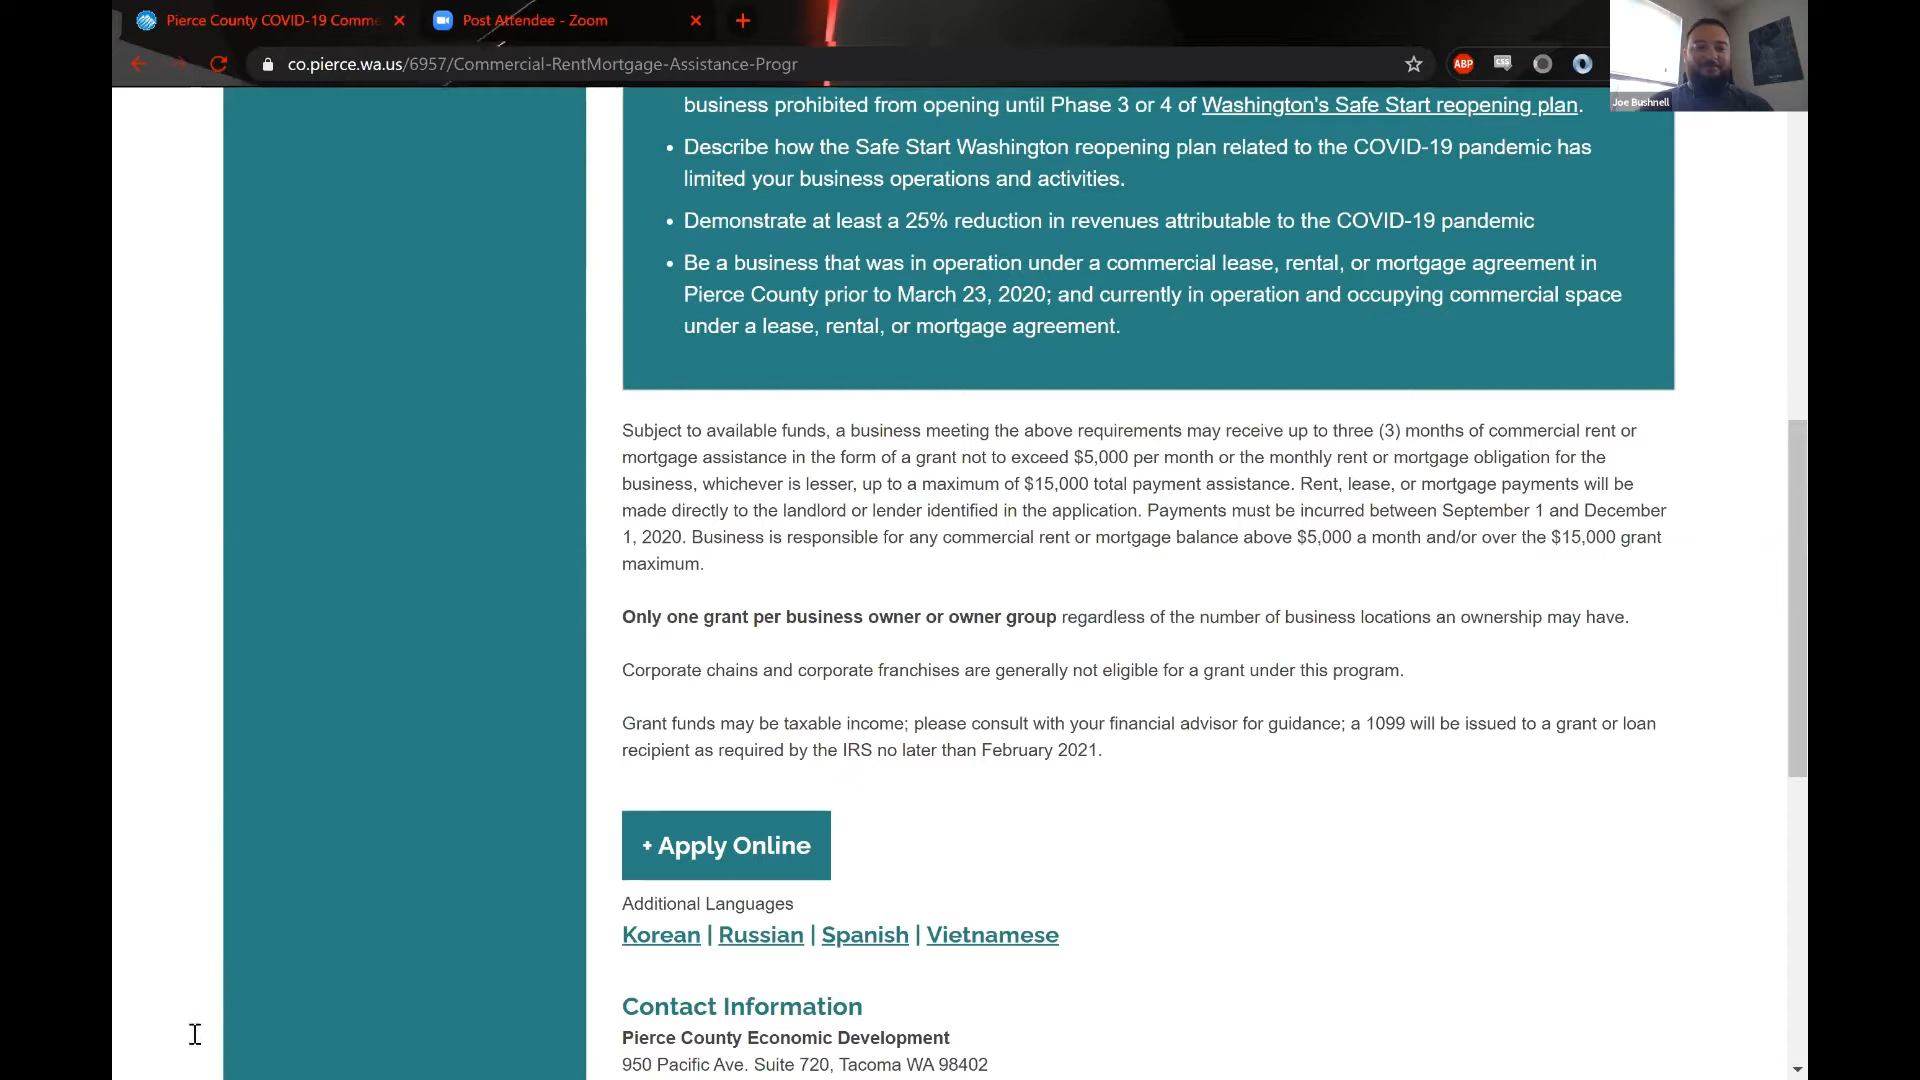 Pierce County COVID-19 Comme
Post Attendee - Zoom
co.pierce.wa.us/6957/Commercial-RentMortgage-Assistance-Progr
ABP
CSS
Joe Bushnell
business prohibited from opening until Phase 3 or 4 of Washington's Safe Start reopening plan.
• Describe how the Safe Start Washington reopening plan related to the COVID-19 pandemic has
limited your business operations and activities.
• Demonstrate at least a 25% reduction in revenues attributable to the COVID-19 pandemic
• Be a business that was in operation under a commercial lease, rental, or mortgage agreement in
Pierce County prior to March 23, 2020; and currently in operation and occupying commercial space
under a lease, rental, or mortgage agreement.
Subject to available funds, a business meeting the above requirements may receive up to three (3) months of commercial rent or
mortgage assistance in the form of a grant not to exceed $5,000 per month or the monthly rent or mortgage obligation for the
business, whichever is lesser, up to a maximum of $15,000 total payment assistance. Rent, lease, or mortgage payments will be
made directly to the landlord or lender identified in the application. Payments must be incurred between September 1 and December
1, 2020. Business is responsible for any commercial rent or mortgage balance above $5,000 a month and/or over the $15,000 grant
maximum.
Only one grant per business owner or owner group regardless of the number of business locations an ownership may have.
Corporate chains and corporate franchises are generally not eligible for a grant under this program.
Grant funds may be taxable income; please consult with your financial advisor for guidance; a 1099 will be issued to a grant or loan
recipient as required by the IRS no later than February 2021.
+ Apply Online
Additional Languages
Korean | Russian | Spanish | Vietnamese
Contact Information
Pierce County Economic Development
950 Pacific Ave. Suite 720, Tacoma WA 98402